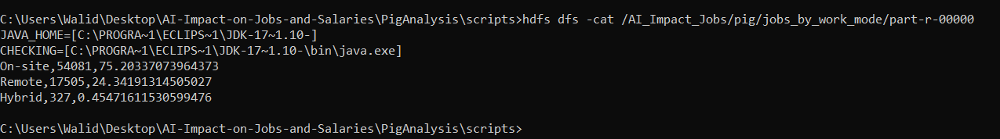 C:\Users\Walid\Desktop\AI-Impact-on-Jobs-and-Salaries\PigAnalysis\scripts>hdfs dfs -cat /AI_Impact_Jobs/pig/jobs_by_work_mode/part-r-00000
JAVA_HOME=[C:\PROGRA~1\ECLIPS~1\JDK-17~1.10-]
CHECKING=[C:\PROGRA~1\ECLIPS~1\JDK-17~1.10-\bin\java.exe]
On-site,54081,75.20337073964373
Remote,17505,24.34191314505027
Hybrid,327,0.45471611530599476
C:\Users\Walid\Desktop\AI-Impact-on-Jobs-and-Salaries\PigAnalysis\scripts>